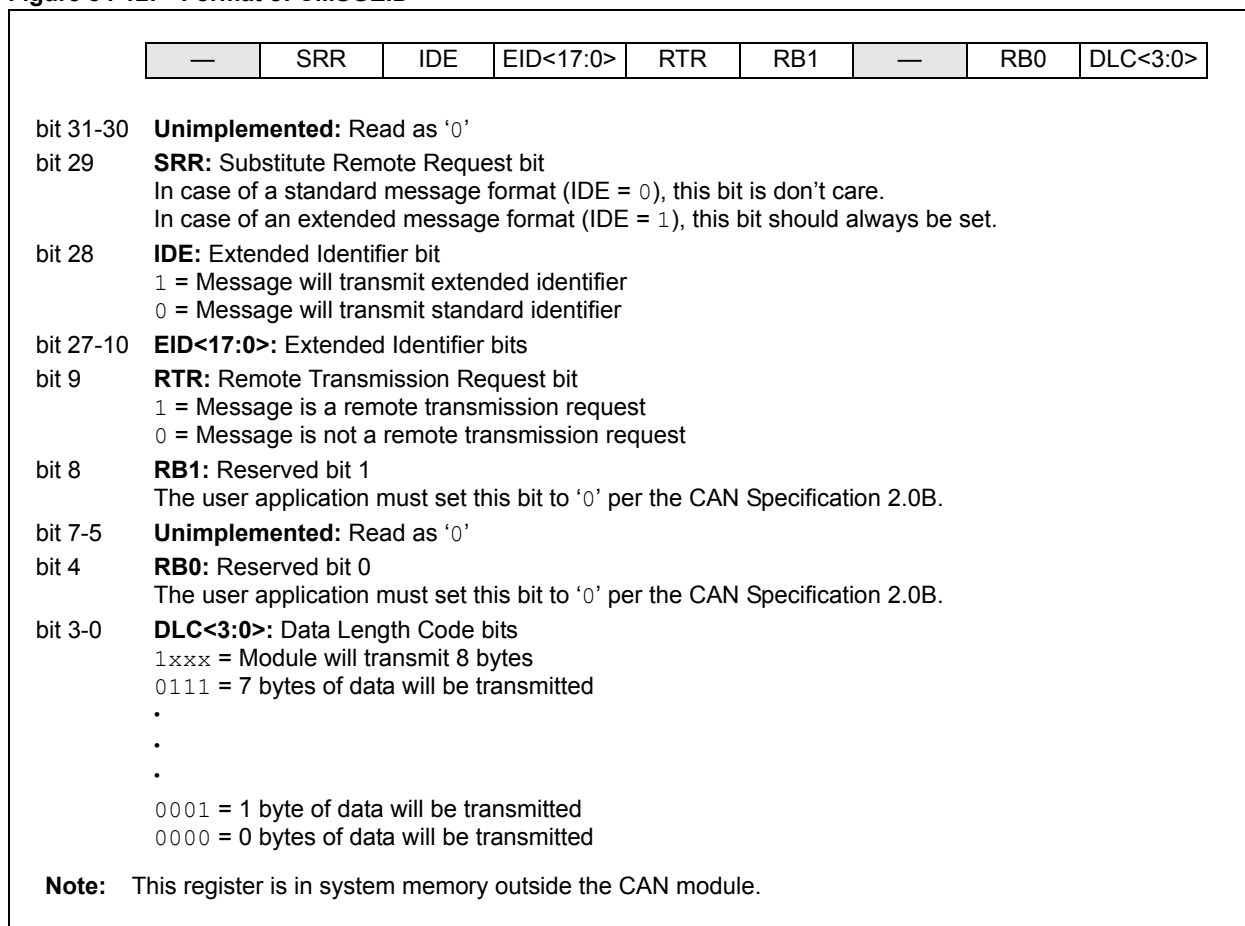 — SRR IDE EID<17:0> RTR RB1 — RB0 DLC<3:0>
bit 31-30 Unimplemented: Read as ‘0’
bit 29 SRR: Substitute Remote Request bit
In case of a standard message format (IDE = 0), this bit is don’t care.
In case of an extended message format (IDE = 1), this bit should always be set.
bit 28 IDE: Extended Identifier bit
1 = Message will transmit extended identifier
0 = Message will transmit standard identifier
bit 27-10 EID<17:0>: Extended Identifier bits
bit 9 RTR: Remote Transmission Request bit
1 = Message is a remote transmission request
0 = Message is not a remote transmission request
bit 8 RB1: Reserved bit 1
The user application must set this bit to ‘0’ per the CAN Specification 2.0B.
bit 7-5 Unimplemented: Read as ‘0’
bit 4 RB0: Reserved bit 0
The user application must set this bit to ‘0’ per the CAN Specification 2.0B.
bit 3-0 DLC<3:0>: Data Length Code bits
1xxx = Module will transmit 8 bytes
0111 = 7 bytes of data will be transmitted
•
•
•
0001 = 1 byte of data will be transmitted
0000 = 0 bytes of data will be transmitted
Note: This register is in system memory outside the CAN module.